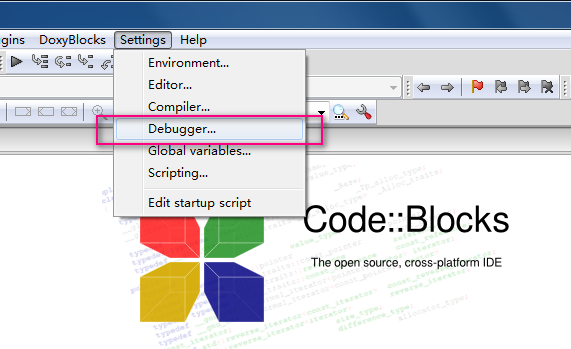 gins DoxyBlocks Settings Help
Environment...
Editor...
Compiler...
Debugger...
Global variables...
Scripting...
Edit startup script
Code::Blocks
The open source, cross-platform IDE